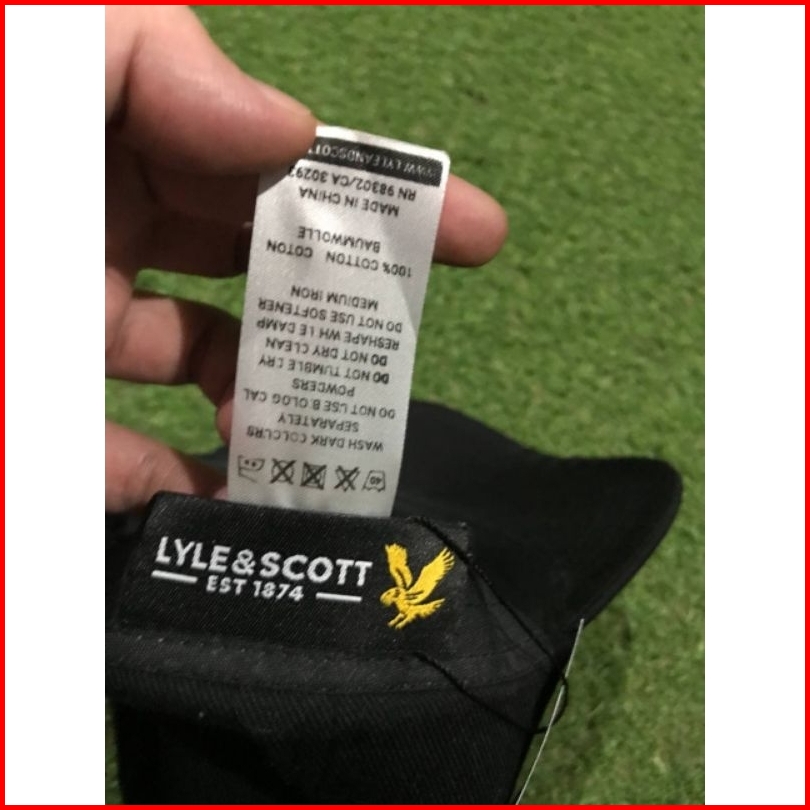 LYLE&SCOTT
EST 1874
40
WASH DARK COLOURS
SEPARATELY
DO NOT USE B OLOG CAL
POWDERS
DO NOT TUMBLE DRY
DO NOT DRY CLEAN
RESHAPE WH LE DAMP
DO NOT USE SOFTENER
MEDIUM IRON
100% COTTON COTON
BAUMWOLLE
MADE IN CHINA
RN 98302/CA 30293
WWW.LYLEANDSCOTT